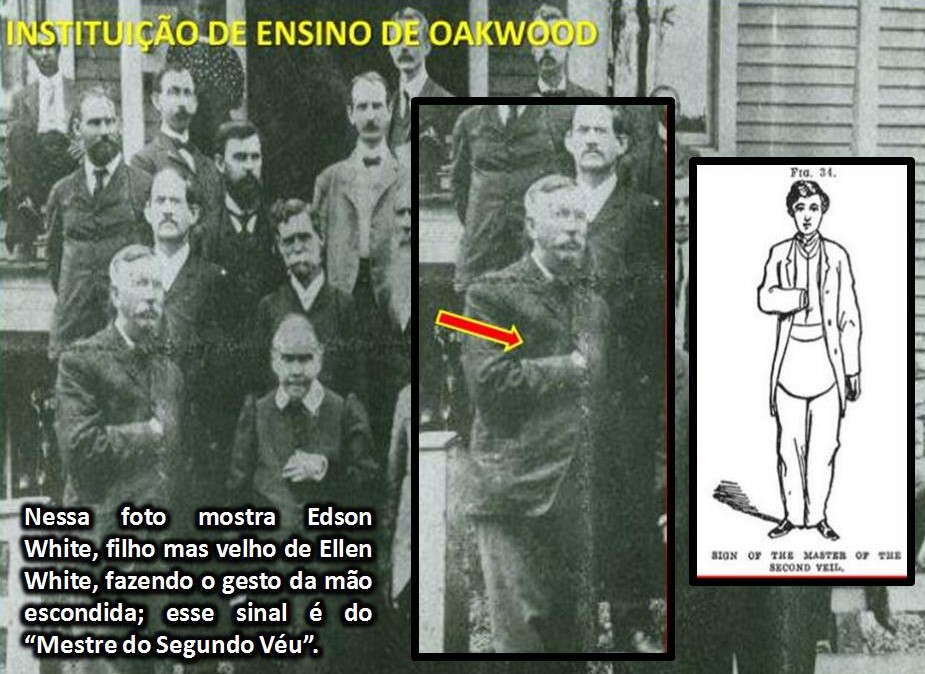 INSTITUIÇÃO DE ENSINO DE OAKWOOD
Nessa foto mostra Edson
White, filho mas velho de Ellen
White, fazendo o gesto da mão
escondida; esse sinal é do
“Mestre do Segundo Véu”.
FIG. 34.
SIGN OF THE MASTER OF THE
SECOND VEIL.